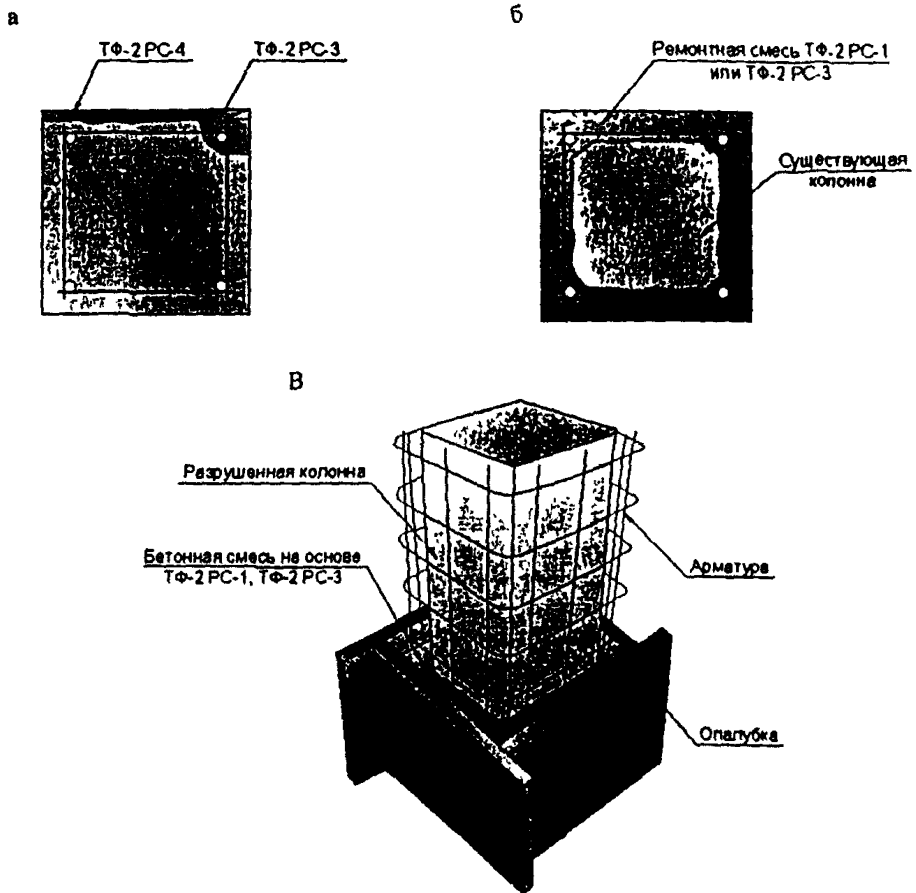 а
б
ТФ-2 РС-4
ТФ-2 РС-3
Ремонтная смесь ТФ-2 РС-1
или ТФ-2 РС-3
Существующая
колонна
В
Разрушенная колонна
Бетонная смесь на основе
ТФ-2 РС-1, ТФ-2 РС-3
Арматура
Опалубка